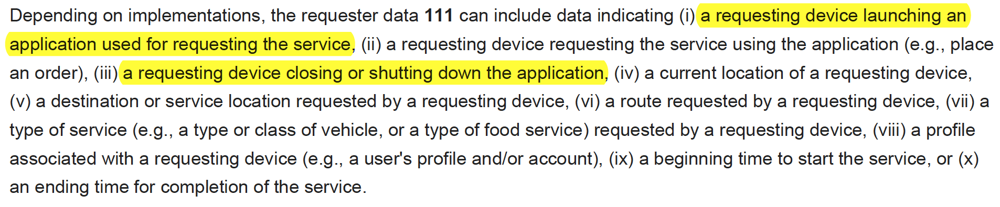 Depending on implementations, the requester data 111 can include data indicating (i) a requesting device launching an
application used for requesting the service, (ii) a requesting device requesting the service using the application (e.g., place
an order), (iii) a requesting device closing or shutting down the application, (iv) a current location of a requesting device,
(v) a destination or service location requested by a requesting device, (vi) a route requested by a requesting device, (vii) a
type of service (e.g., a type or class of vehicle, or a type of food service) requested by a requesting device, (viii) a profile
associated with a requesting device (e.g., a user's profile and/or account), (ix) a beginning time to start the service, or (x)
an ending time for completion of the service.